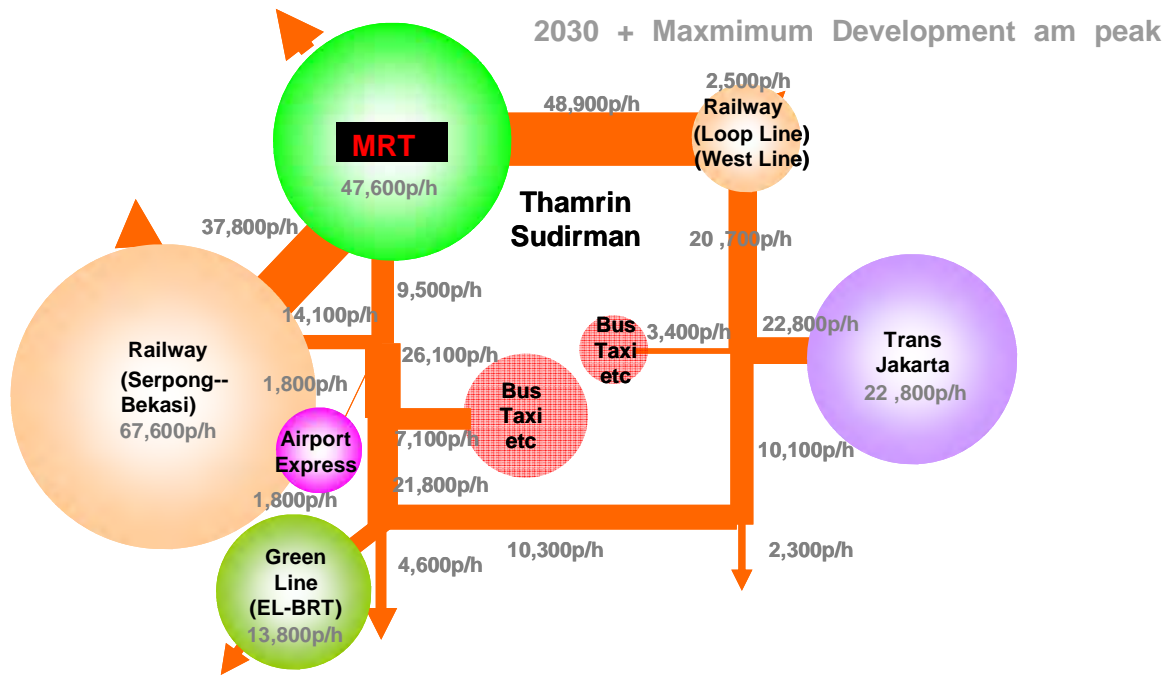 2030 + Maxmimum Development am peak
2,500p/h
48,900p/h
Railway
(Loop Line)
(West Line)
MRT
47,600p/h
Thamrin
Sudirman
37,800p/h
20 ,700p/h
9,500p/h
14,100p/h
26,100p/h
Bus
Taxi
etc
3,400p/h
22,800p/h
Trans
Jakarta
22 ,800p/h
Railway
(Serpong--
Bekasi)
67,600p/h
1,800p/h
Bus
Taxi
etc
Airport
Express
7,100p/h
10,100p/h
21,800p/h
1,800p/h
10,300p/h
2,300p/h
4,600p/h
Green
Line
(EL-BRT)
13,800p/h